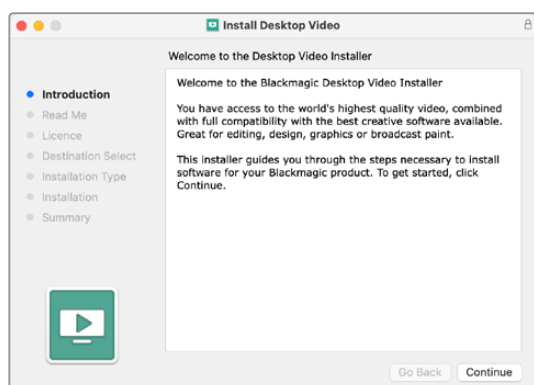 Install Desktop Video
Welcome to the Desktop Video Installer
Introduction
Read Me
Licence
Destination Select
Installation Type
Installation
Summary
Welcome to the Blackmagic Desktop Video Installer
You have access to the world's highest quality video, combined
with full compatibility with the best creative software available.
Great for editing, design, graphics or broadcast paint.
This installer guides you through the steps necessary to install
software for your Blackmagic product. To get started, click
Continue.
Go Back
Continue